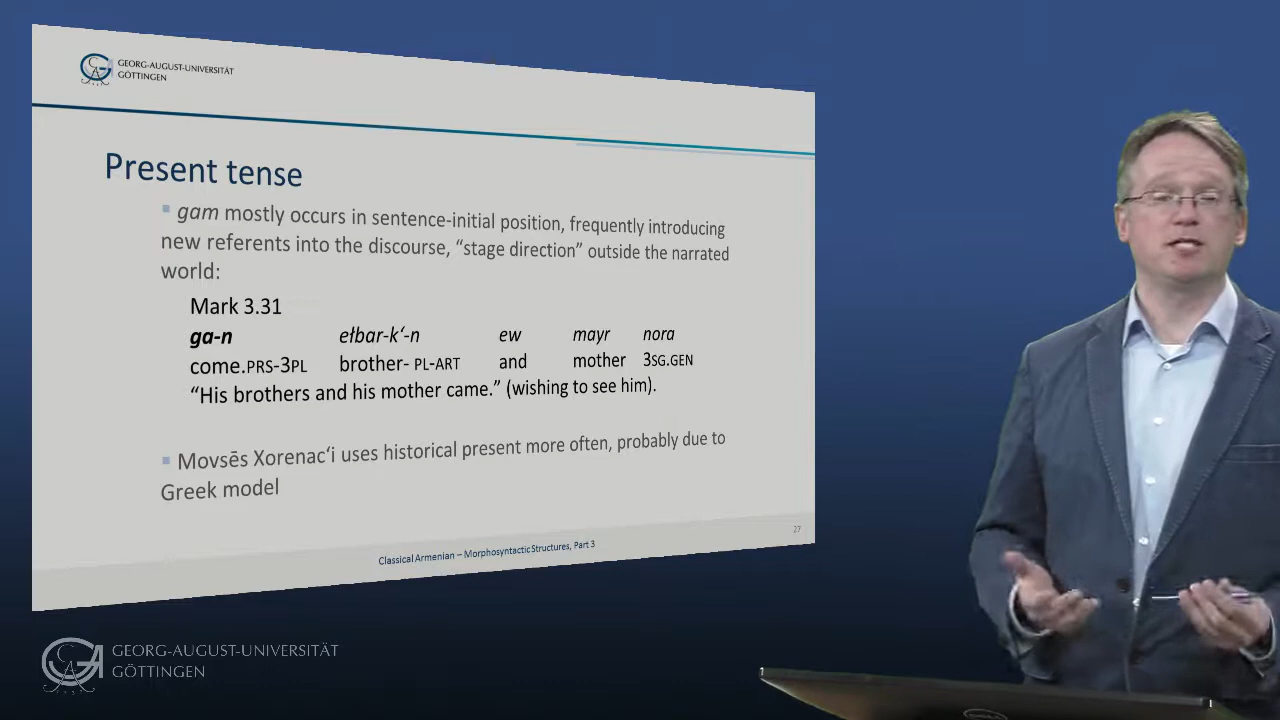 GEORG-AUGUST-UNIVERSITÄT
GÖTTINGEN
Present tense
gam mostly occurs in sentence-initial position, frequently introducing
new referents into the discourse, “stage direction” outside the narrated
world:
Mark 3.31
ga-n ełbar-k‘-n ew mayr nora
come.PRS-3PL brother- PL-ART and mother 3SG.GEN
“His brothers and his mother came.” (wishing to see him).
Movsēs Xorenac‘i uses historical present more often, probably due to
Greek model
27
Classical Armenian – Morphosyntactic Structures, Part 3
GEORG-AUGUST-UNIVERSITÄT
GÖTTINGEN